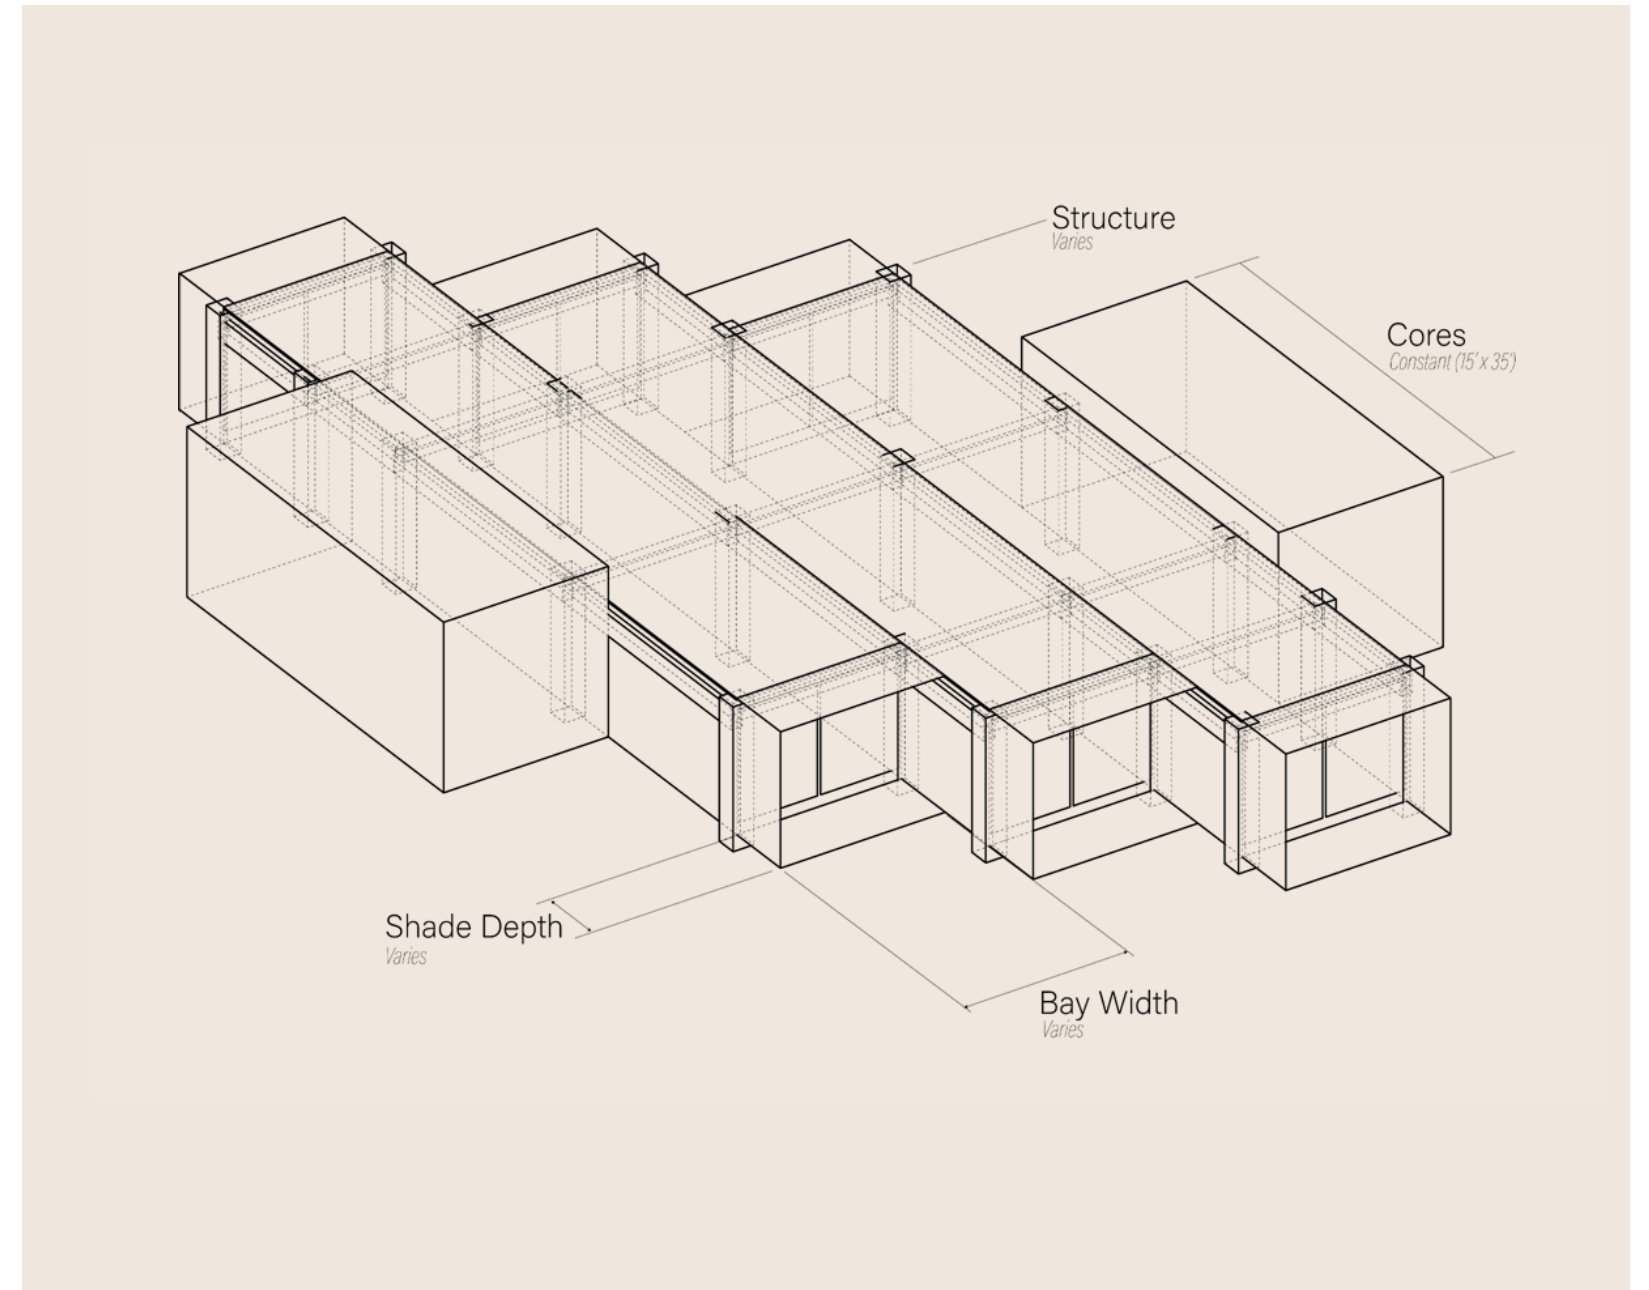 Structure
Varies
Cores
Constant (15' x 35')
Shade Depth
Varies
Bay Width
Varies